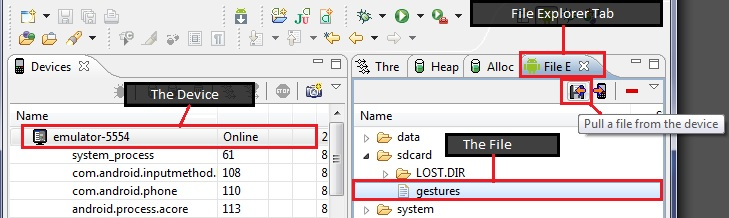 File Explorer Tab
Devices
Thre
Heap
Alloc
File E
The Device
Pull a file from the device
Name
emulator-5554 Online 2
system_process 61 8
com.android.inputmethod. 108 8
com.android.phone 110 8
android.process.acore 113 8
Name
data
The File
sdcard
LOST.DIR
gestures
system